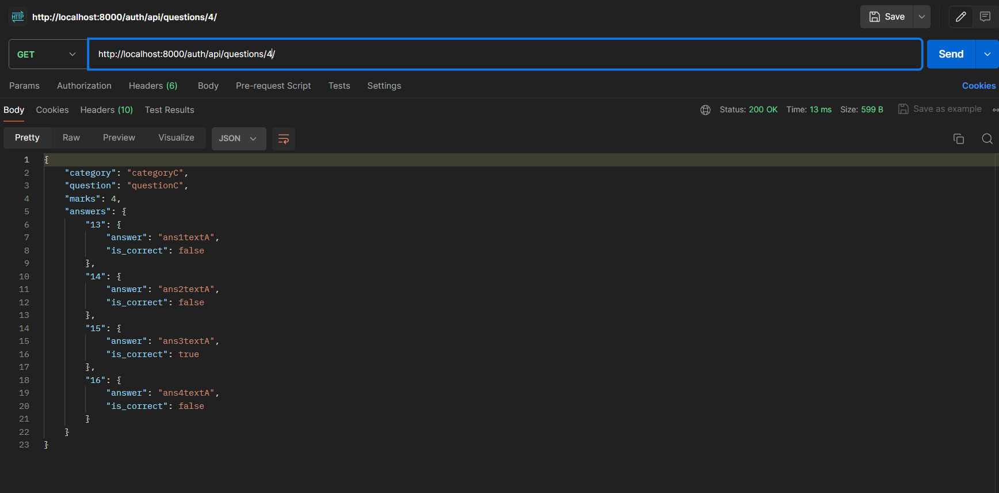 HTTP http://localhost:8000/auth/api/questions/4/ Save
GET http://localhost:8000/auth/api/questions/4/ Send
Params Authorization Headers (6) Body Pre-request Script Tests Settings Cookies
Body Cookies Headers (10) Test Results Status: 200 OK Time: 13 ms Size: 599 B Save as example
Pretty Raw Preview Visualize JSON
1 {
2 "category": "categoryC",
3 "question": "questionC",
4 "marks": 4,
5 "answers": {
6 "13": {
7 "answer": "ans1textA",
8 "is_correct": false
9 },
10 "14": {
11 "answer": "ans2textA",
12 "is_correct": false
13 },
14 "15": {
15 "answer": "ans3textA",
16 "is_correct": true
17 },
18 "16": {
19 "answer": "ans4textA",
20 "is_correct": false
21 }
22 }
23 }